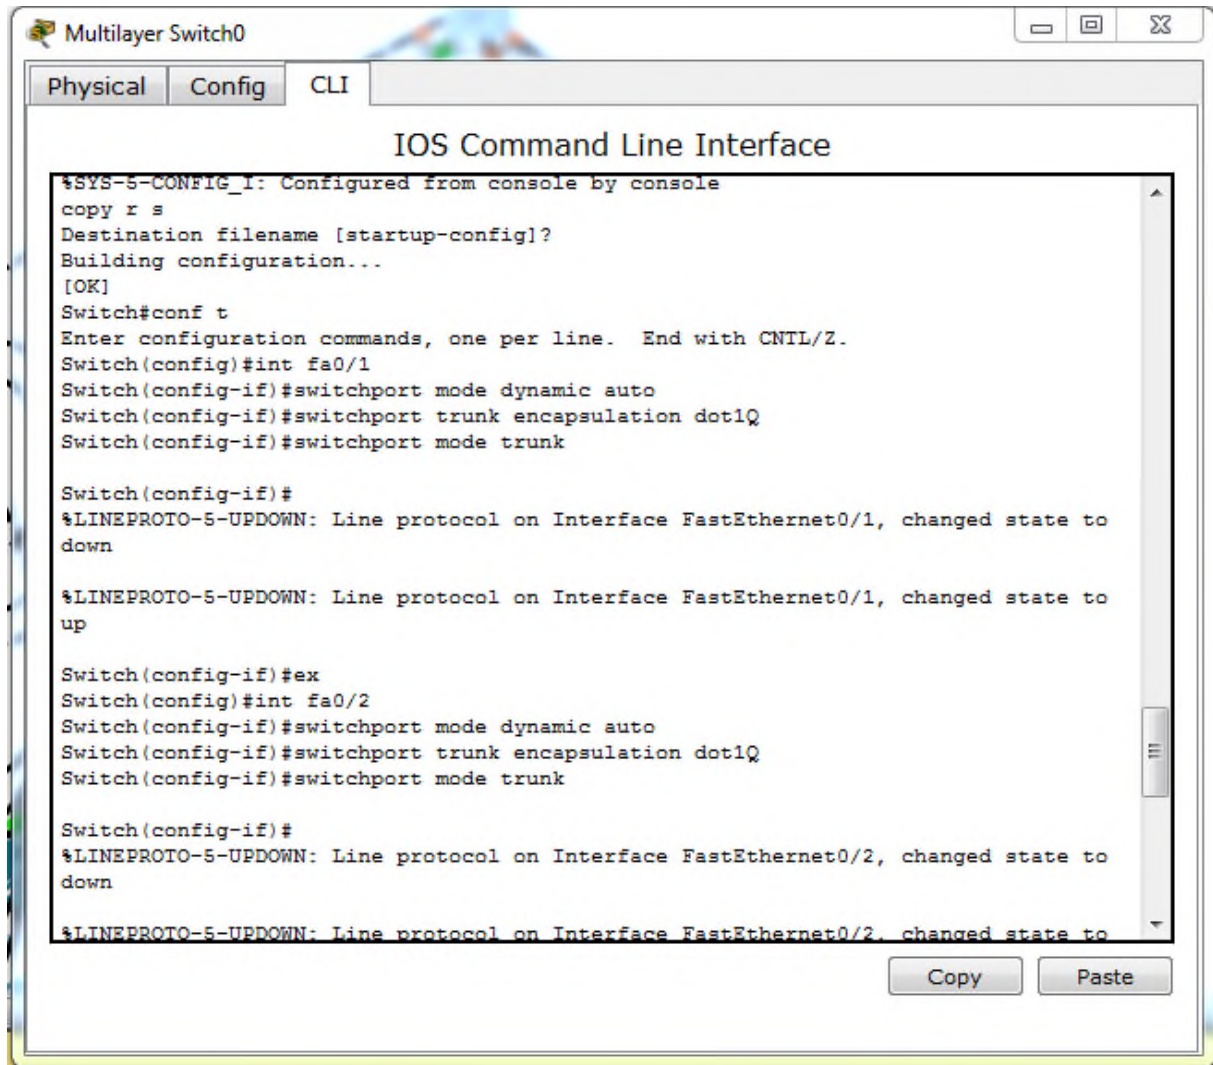 Multilayer Switch0
Physical Config CLI
IOS Command Line Interface
%SYS-5-CONFIG_I: Configured from console by console
copy r s
Destination filename [startup-config]?
Building configuration...
[OK]
Switch#conf t
Enter configuration commands, one per line.  End with CNTL/Z.
Switch(config)#int fa0/1
Switch(config-if)#switchport mode dynamic auto
Switch(config-if)#switchport trunk encapsulation dot1Q
Switch(config-if)#switchport mode trunk
Switch(config-if)#
%LINEPROTO-5-UPDOWN: Line protocol on Interface FastEthernet0/1, changed state to
down
%LINEPROTO-5-UPDOWN: Line protocol on Interface FastEthernet0/1, changed state to
up
Switch(config-if)#ex
Switch(config)#int fa0/2
Switch(config-if)#switchport mode dynamic auto
Switch(config-if)#switchport trunk encapsulation dot1Q
Switch(config-if)#switchport mode trunk
Switch(config-if)#
%LINEPROTO-5-UPDOWN: Line protocol on Interface FastEthernet0/2, changed state to
down
%LINEPROTO-5-UPDOWN: Line protocol on Interface FastEthernet0/2, changed state to
Copy Paste